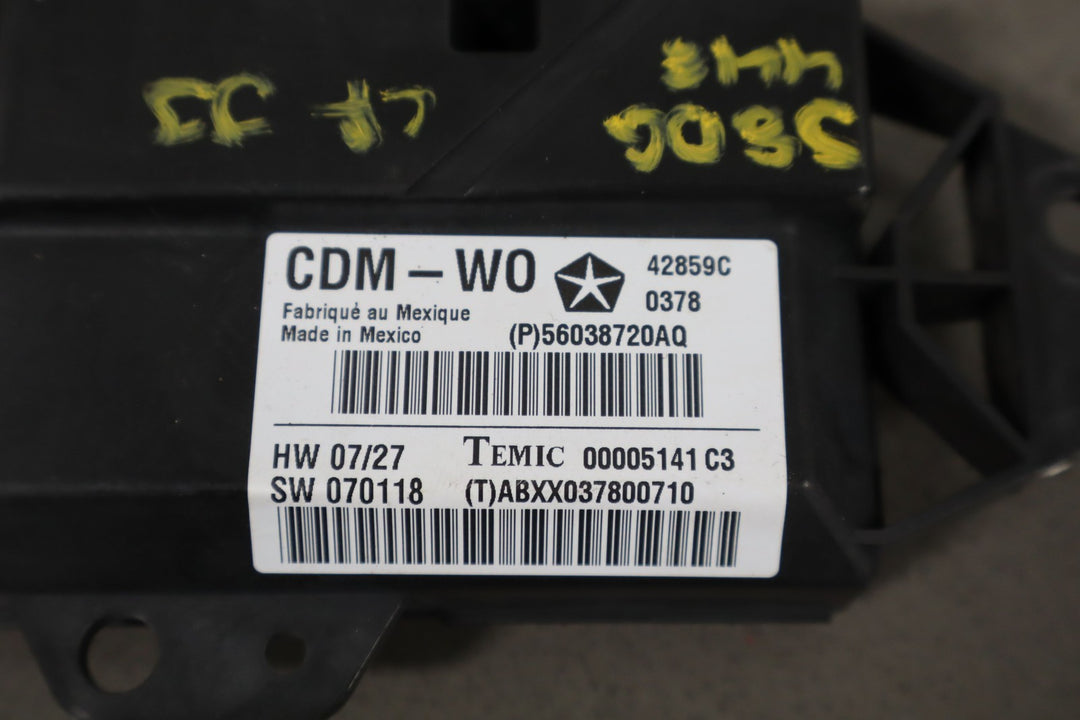 CDM – WO
42859C
0378
Fabriqué au Mexique
Made in Mexico
(P)56038720AQ
HW 07/27 TEMIC 00005141 C3
SW 070118 (T)ABXX037800710